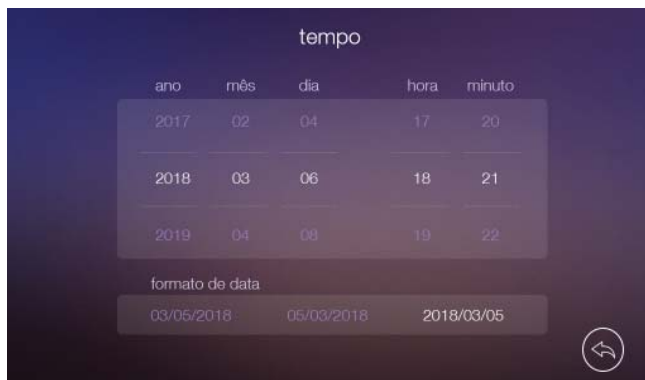 tempo
ano mês dia hora minuto
2017 02 04 17 20
2018 03 06 18 21
2019 04 08 19 22
formato de data
03/05/2018 05/03/2018 2018/03/05